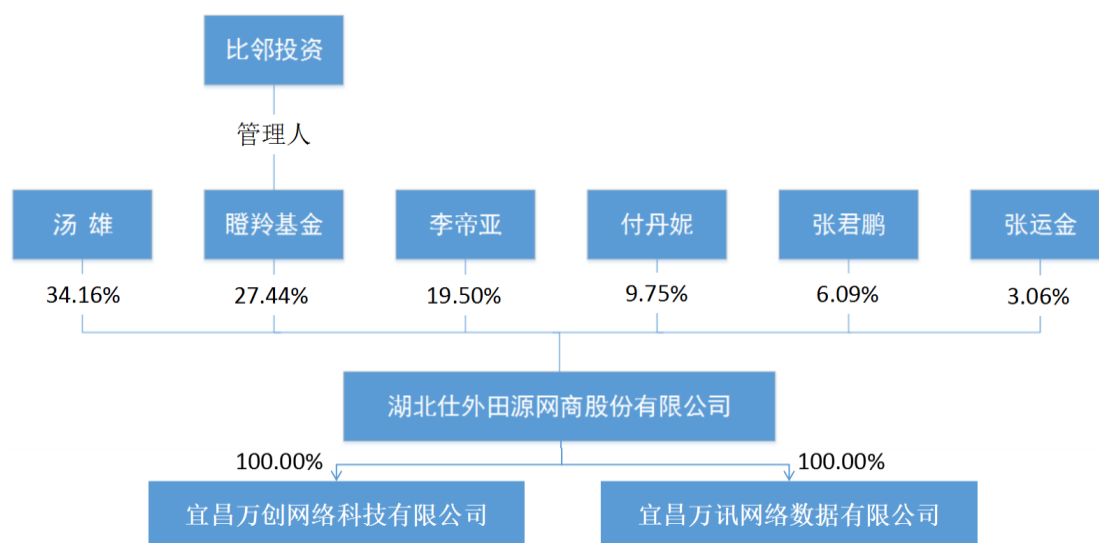 比邻投资
管理人
汤 雄
瞪羚基金
李帝亚
付丹妮
张君鹏
张运金
34.16%
27.44%
19.50%
9.75%
6.09%
3.06%
湖北仕外田源网商股份有限公司
100.00%
100.00%
宜昌万创网络科技有限公司
宜昌万讯网络数据有限公司